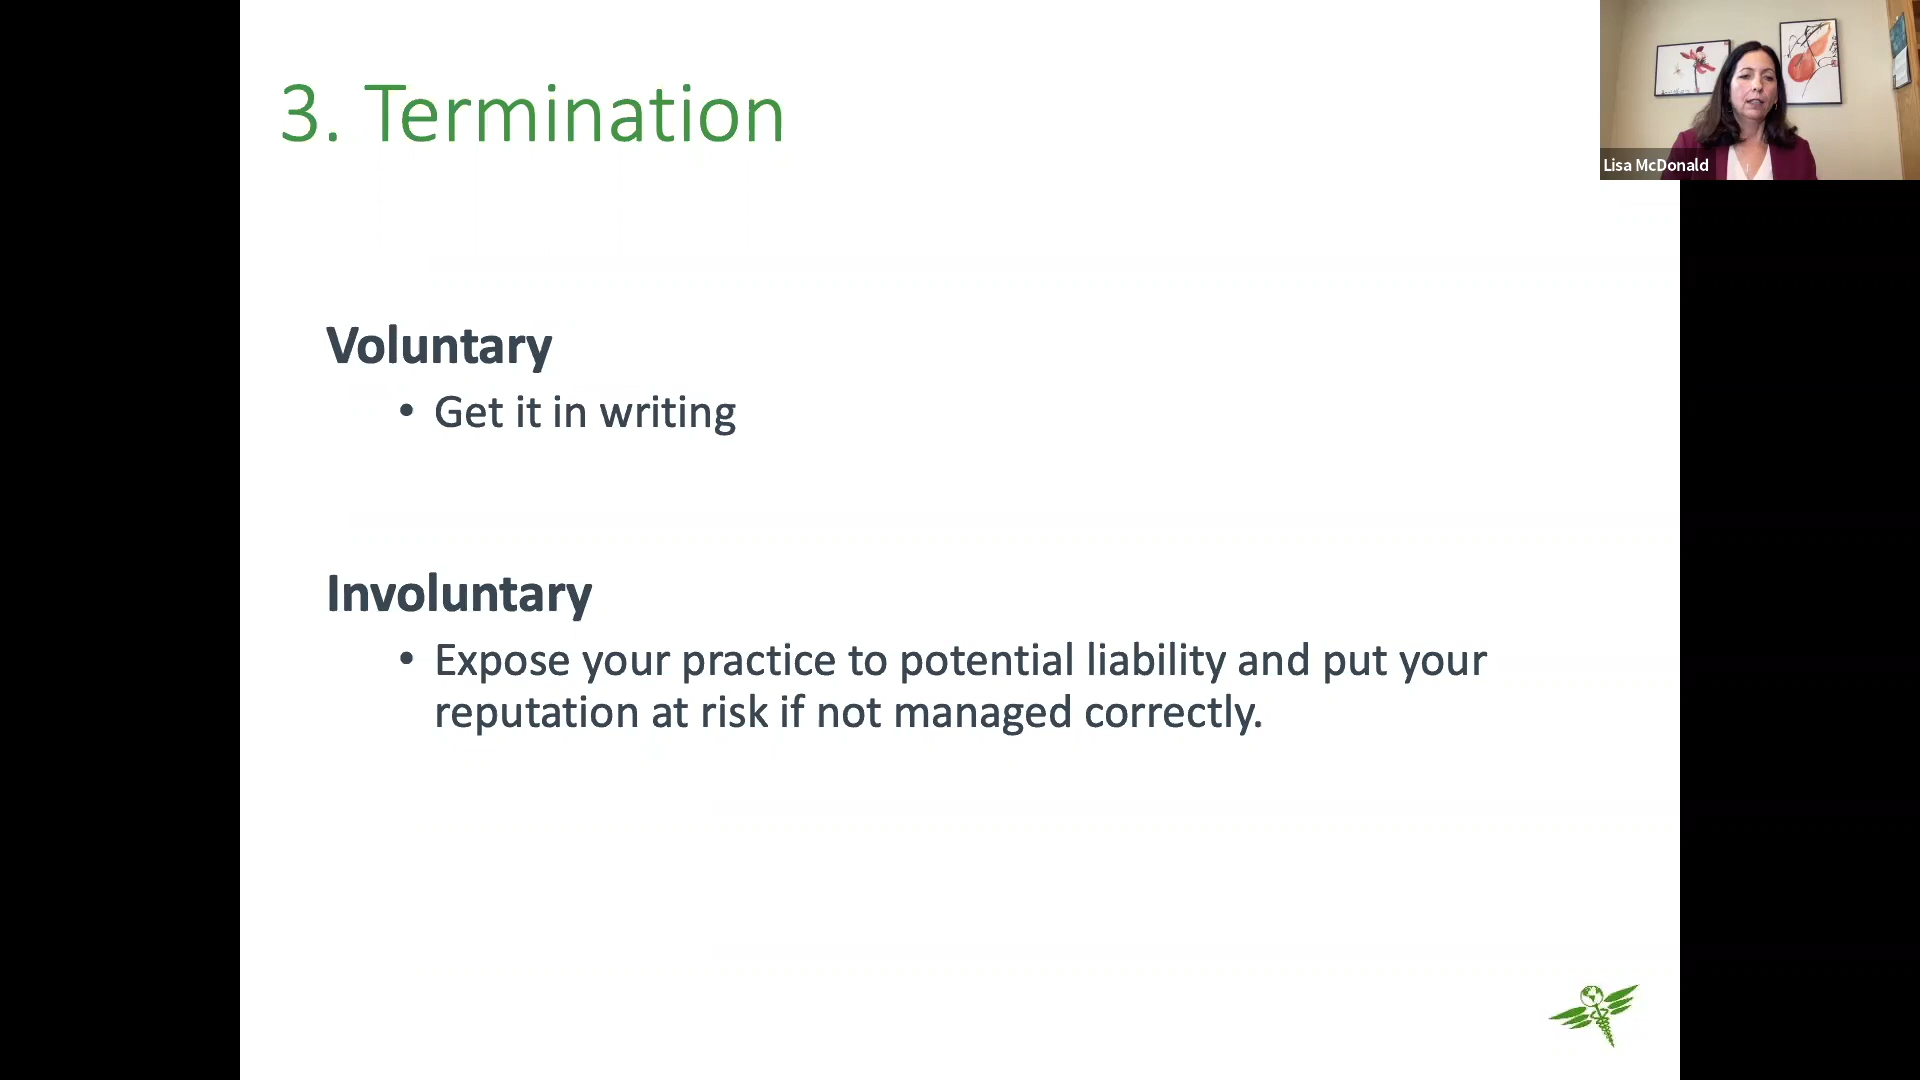 3. Termination
Lisa McDonald
Voluntary
• Get it in writing
Involuntary
• Expose your practice to potential liability and put your
reputation at risk if not managed correctly.